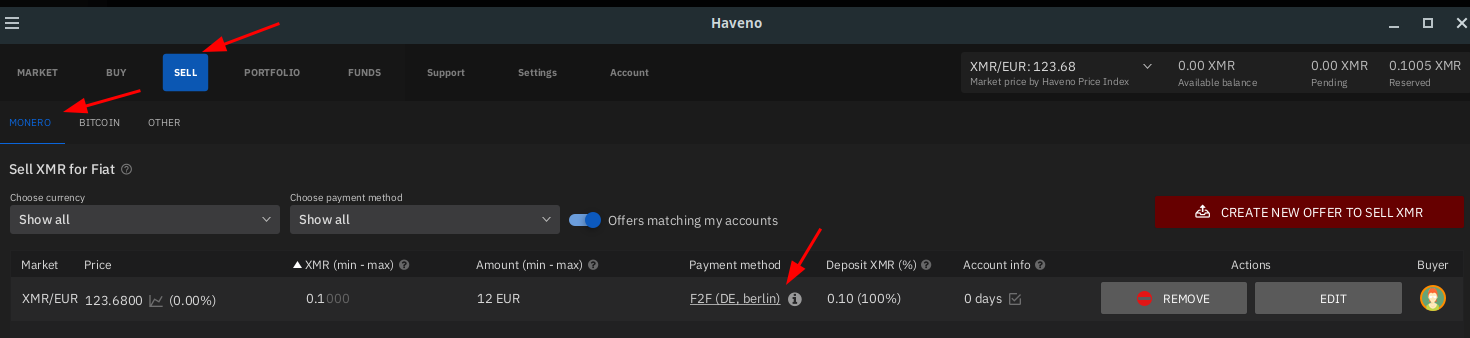 Haveno
MARKET BUY SELL PORTFOLIO FUNDS Support Settings Account
XMR/EUR: 123.68 0.00 XMR 0.00 XMR 0.1005 XMR
Market price by Haveno Price Index Available balance Pending Reserved
MONERO BITCOIN OTHER
Sell XMR for Fiat
Choose currency Choose payment method
Show all Show all Offers matching my accounts CREATE NEW OFFER TO SELL XMR
Market Price XMR (min - max) Amount (min - max) Payment method Deposit XMR (%) Account info Actions Buyer
XMR/EUR 123.6800 (0.00%) 0.1000 12 EUR F2F (DE, berlin) 0.10 (100%) 0 days REMOVE EDIT